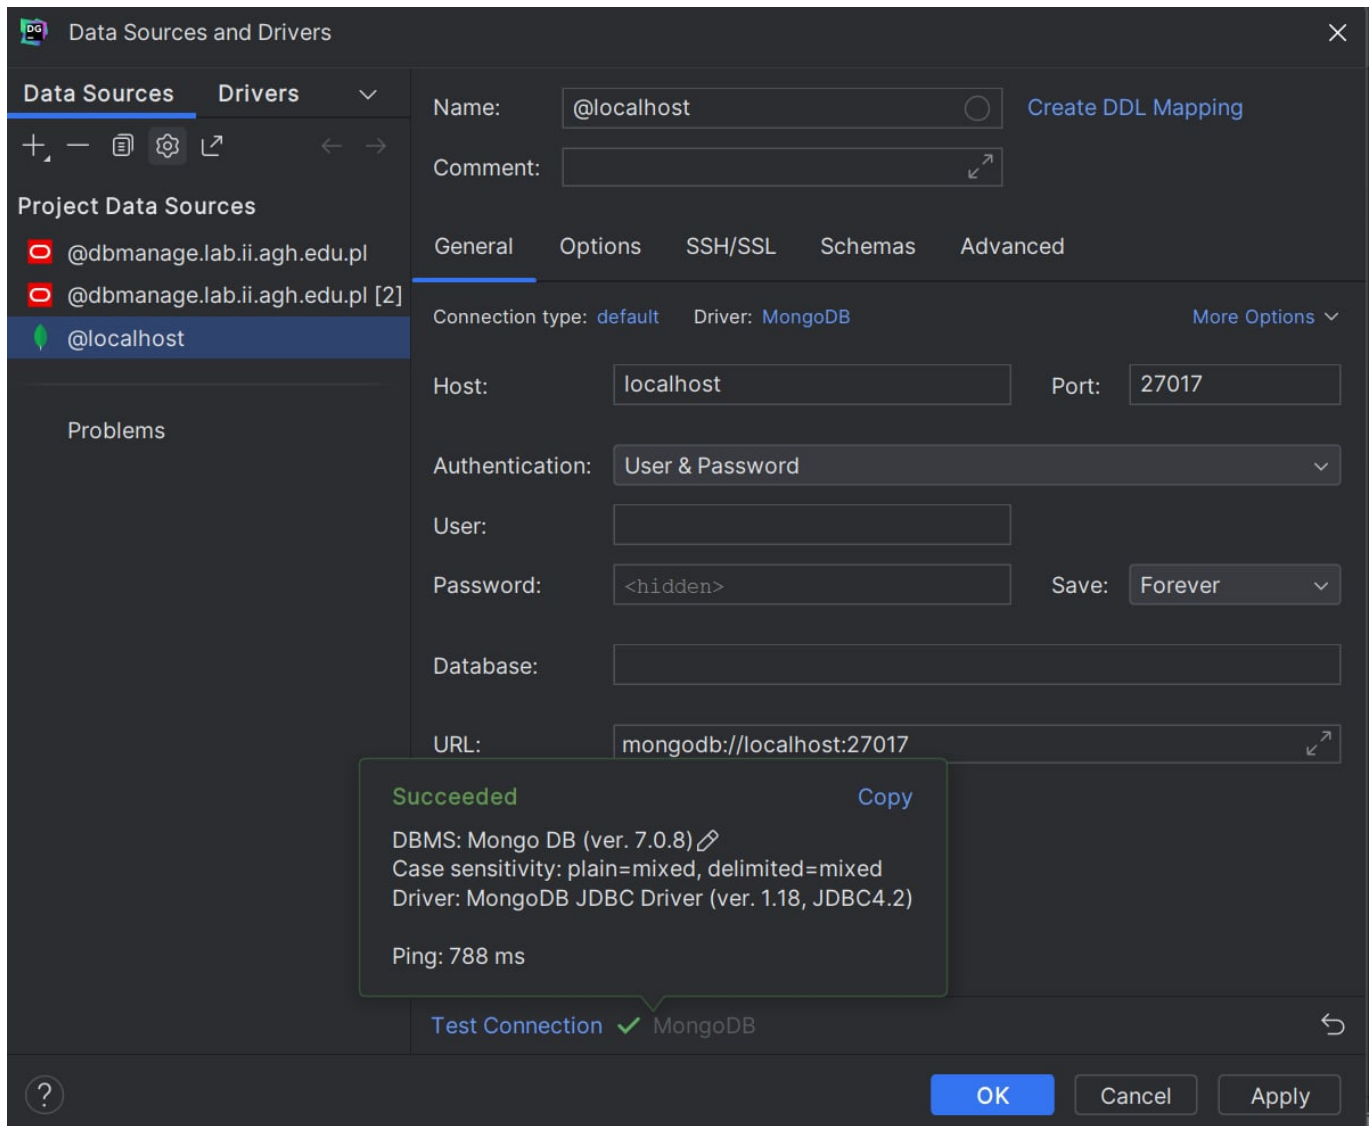 DG
Data Sources and Drivers
Data Sources Drivers
Project Data Sources
@dbmanage.lab.ii.agh.edu.pl
@dbmanage.lab.ii.agh.edu.pl [2]
@localhost
Problems
Name: @localhost Create DDL Mapping
Comment:
General Options SSH/SSL Schemas Advanced
Connection type: default Driver: MongoDB More Options
Host: localhost Port: 27017
Authentication: User & Password
User:
Password: <hidden> Save: Forever
Database:
URL: mongodb://localhost:27017
Succeeded Copy
DBMS: Mongo DB (ver. 7.0.8)
Case sensitivity: plain=mixed, delimited=mixed
Driver: MongoDB JDBC Driver (ver. 1.18, JDBC4.2)
Ping: 788 ms
Test Connection MongoDB
? OK Cancel Apply